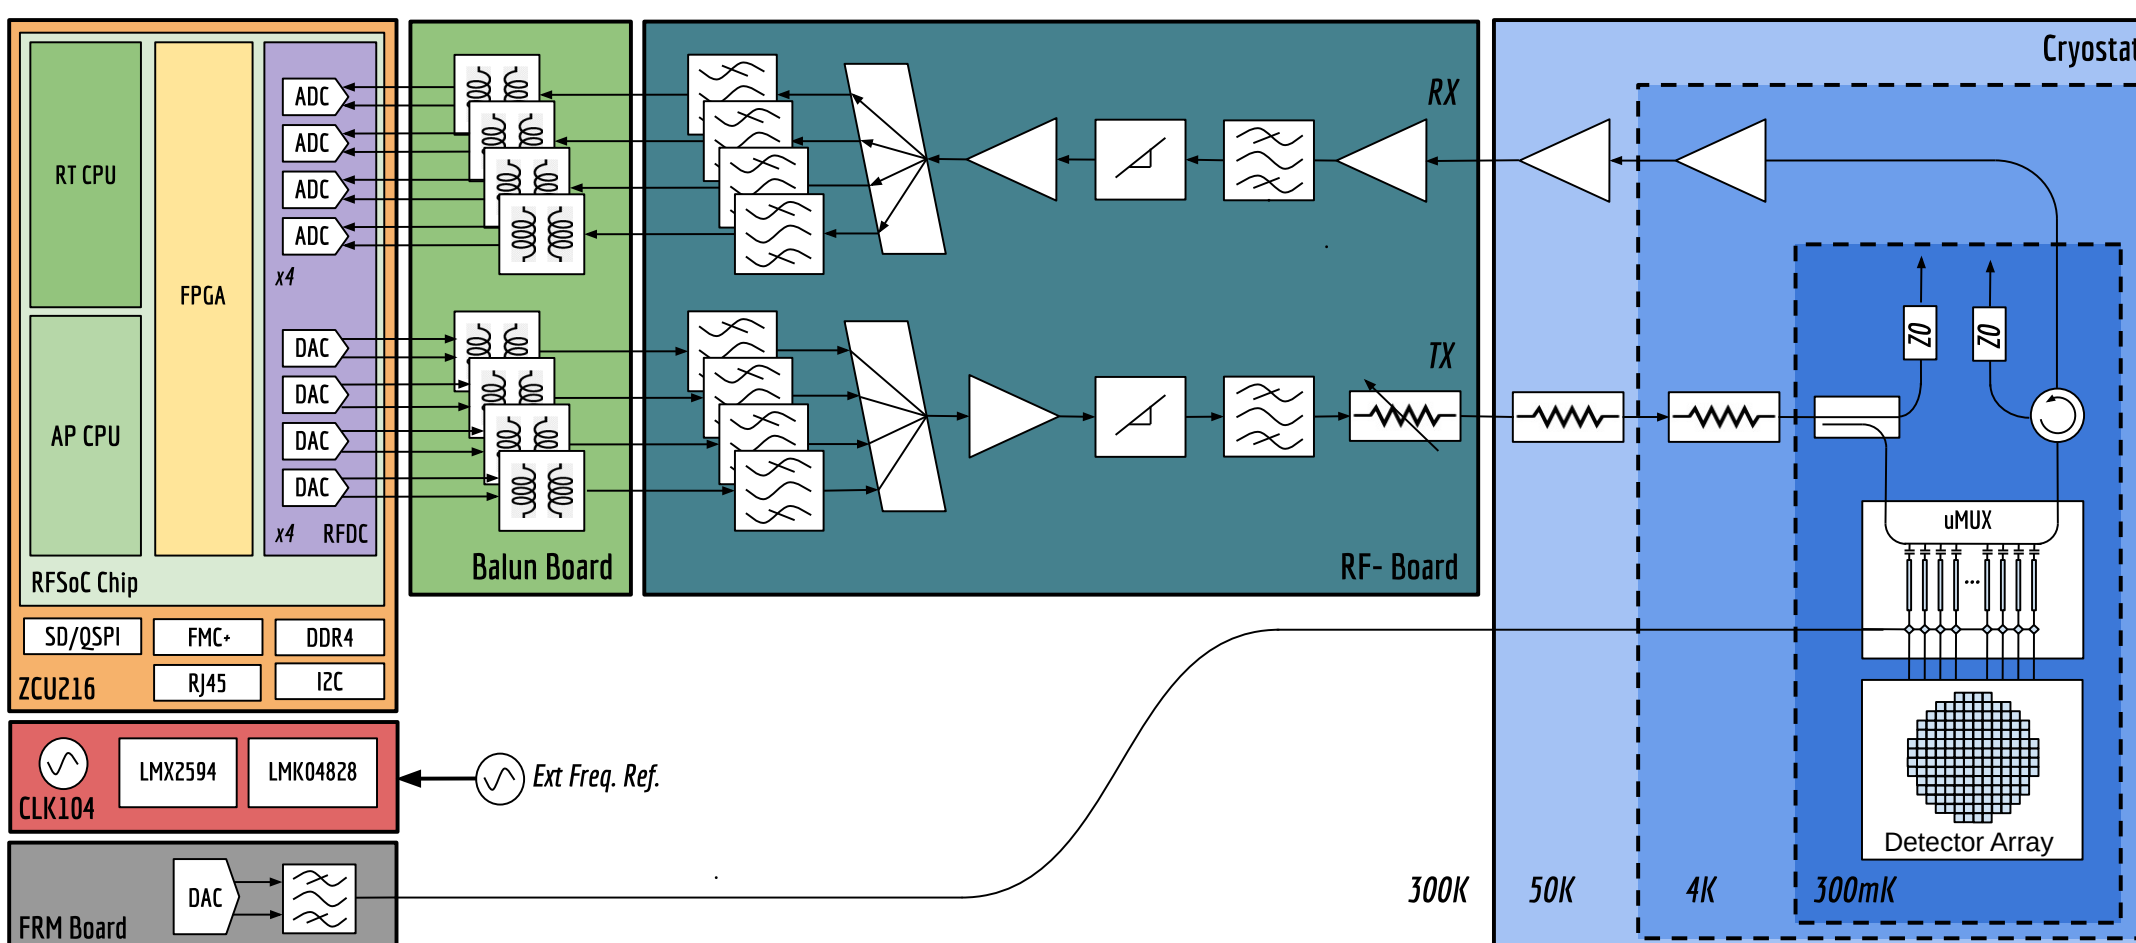 RT CPU
AP CPU
FPGA
ADC
ADC
ADC
ADC
x4
DAC
DAC
DAC
DAC
x4 RFDC
RFSoC Chip
SD/QSPI FMC+ DDR4
RJ45 I2C
ZCU216
LMX2594 LMK04828
CLK104
Ext Freq. Ref.
DAC
FRM Board
Balun Board
RX
TX
RF- Board
Cryostat
Z0 Z0
uMUX
...
Detector Array
300K 50K 4K 300mK